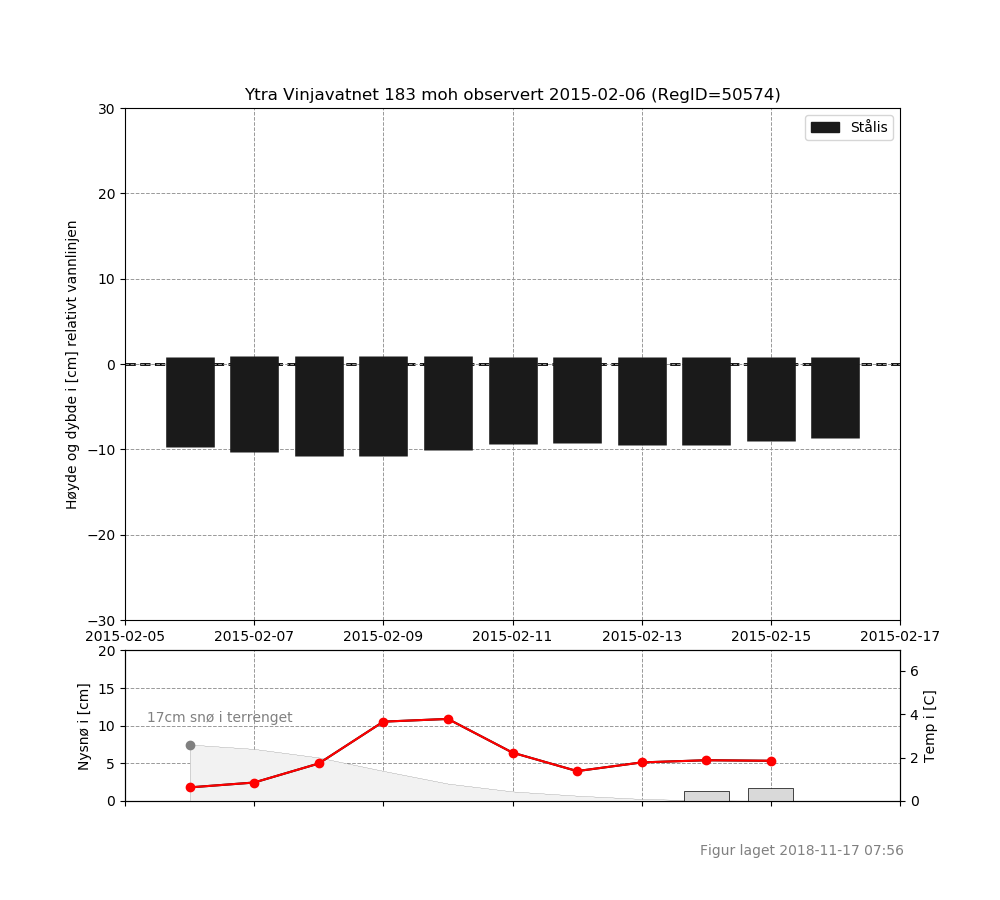 Ytra Vinjavatnet 183 moh observert 2015-02-06 (RegID=50574)
Stålis
Høyde og dybde i [cm] relativt vannlinjen
30
20
10
0
−10
−20
−30
2015-02-05 2015-02-07 2015-02-09 2015-02-11 2015-02-13 2015-02-15 2015-02-17
Nysnø i [cm]
20
15
10
5
0
17cm snø i terrenget
6
4
2
0
Temp i [C]
Figur laget 2018-11-17 07:56